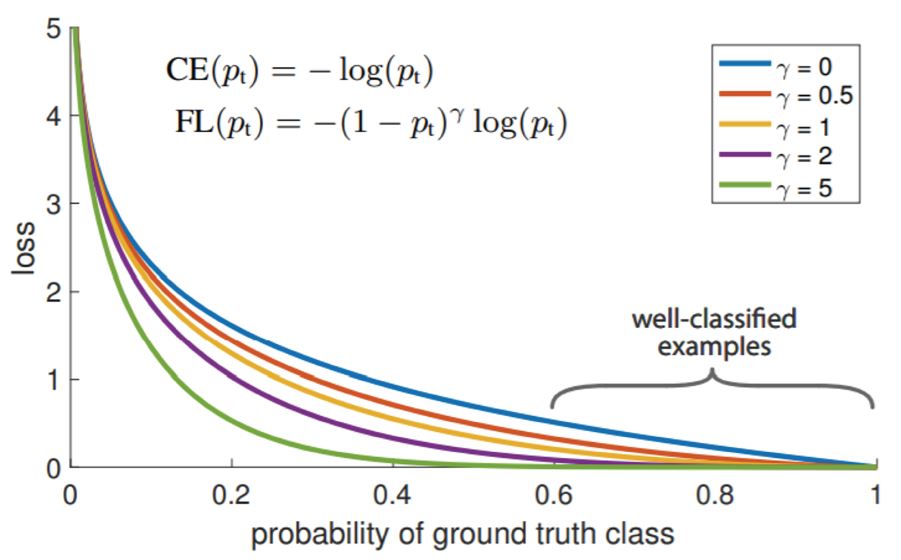 5
4
3
2
1
0
loss
CE(pₜ) = − log(pₜ)
FL(pₜ) = −(1 − pₜ)^γ log(pₜ)
γ = 0
γ = 0.5
γ = 1
γ = 2
γ = 5
well-classified
examples
0 0.2 0.4 0.6 0.8 1
probability of ground truth class